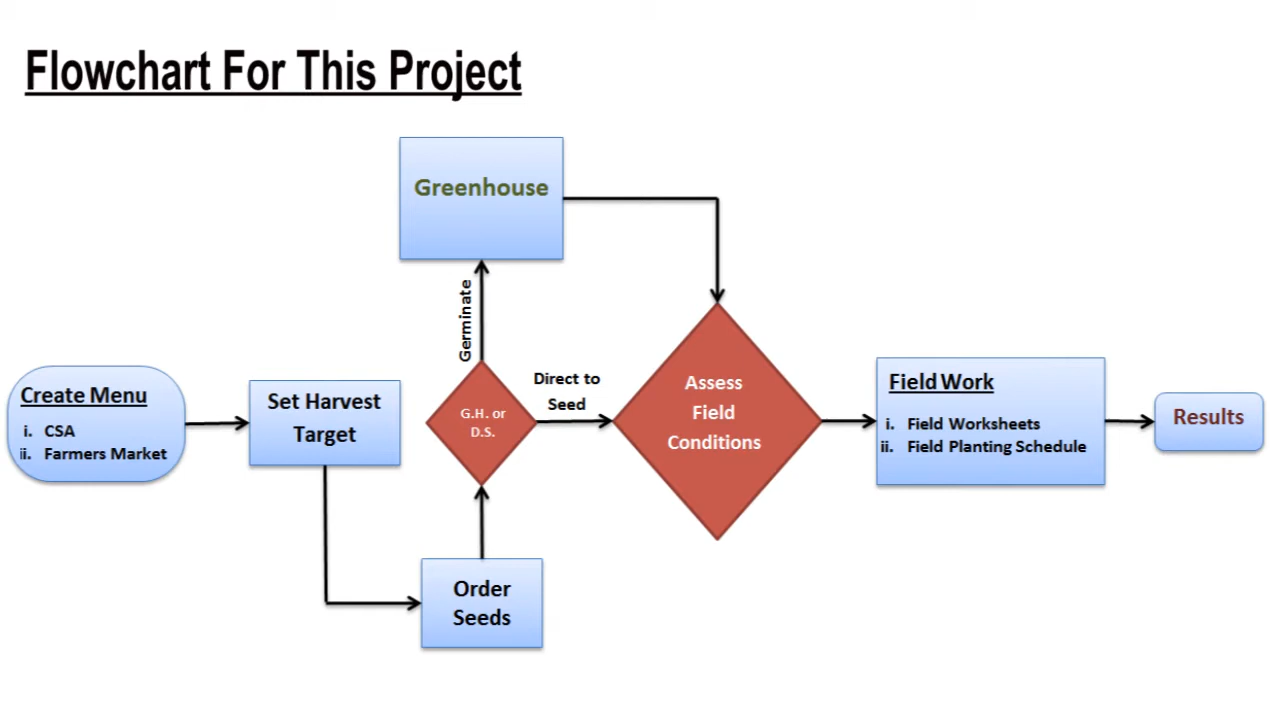 Flowchart For This Project
Greenhouse
Germinate
Direct to
Seed
Create Menu
i. CSA
ii. Farmers Market
Set Harvest
Target
G.H. or
D.S.
Assess
Field
Conditions
Field Work
i. Field Worksheets
ii. Field Planting Schedule
Results
Order
Seeds